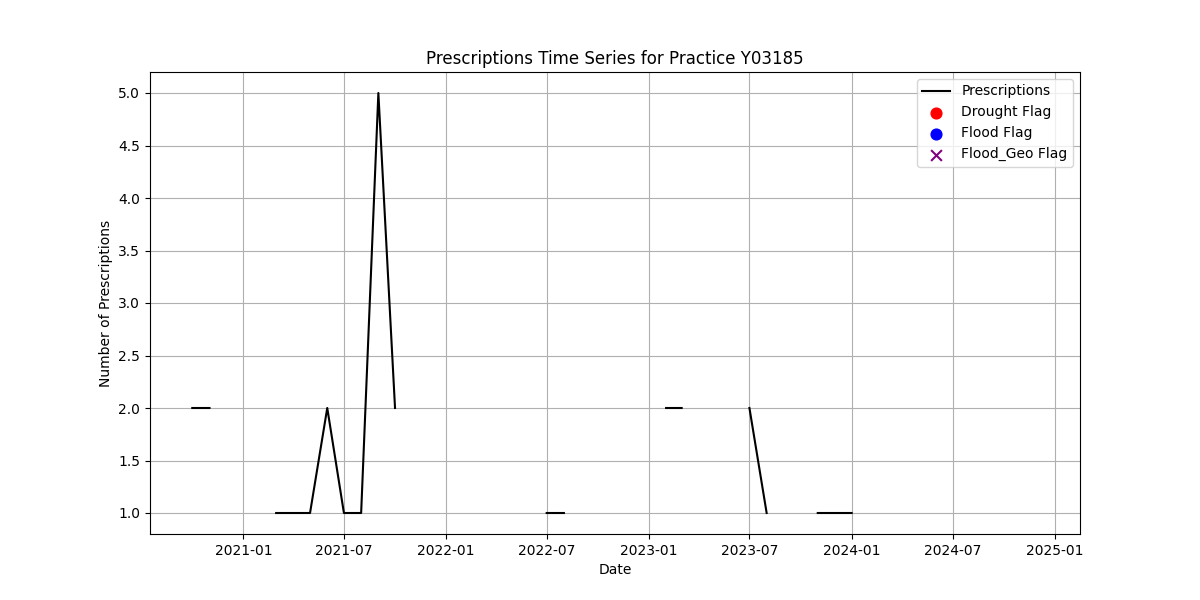 Prescriptions Time Series for Practice Y03185
Prescriptions
Drought Flag
Flood Flag
Flood_Geo Flag
Number of Prescriptions
5.0
4.5
4.0
3.5
3.0
2.5
2.0
1.5
1.0
2021-01 2021-07 2022-01 2022-07 2023-01 2023-07 2024-01 2024-07 2025-01
Date